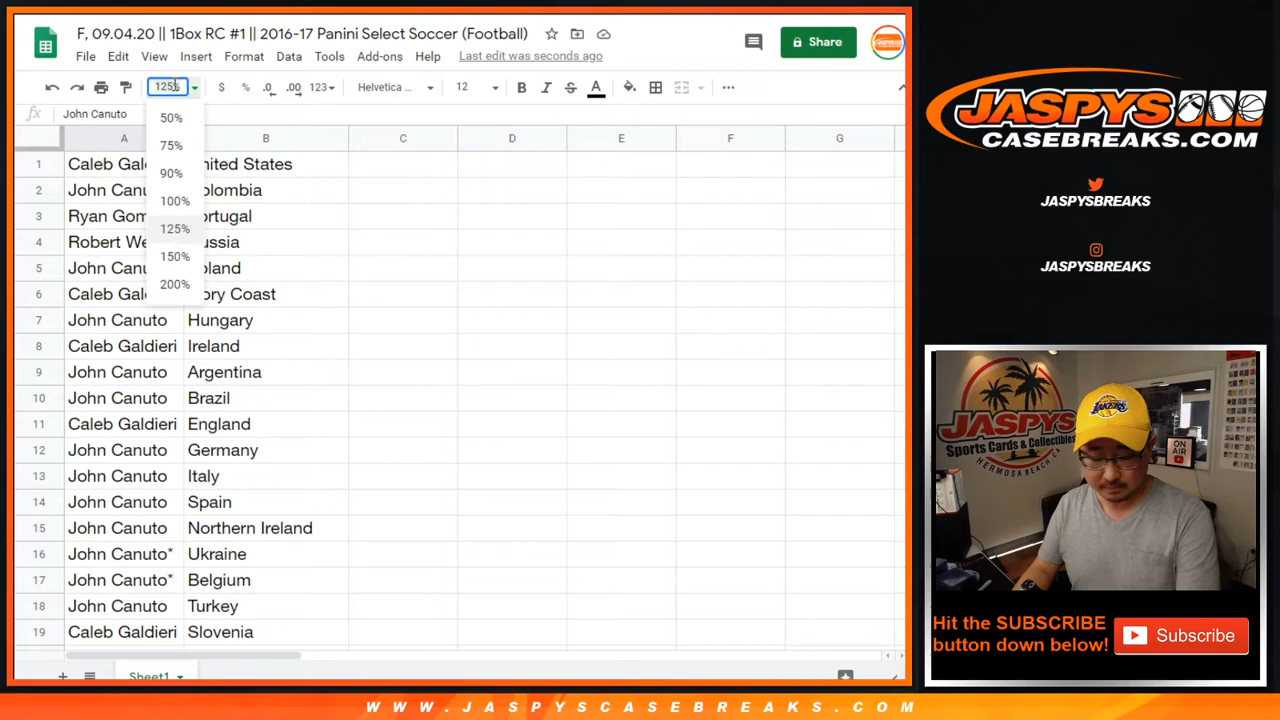 F, 09.04.20 || 1Box RC #1 || 2016-17 Panini Select Soccer (Football)
File Edit View Insert Format Data Tools Add-ons Help Last edit was seconds ago
Share
125% $ % .0 .00 123 Helvetica ... 12 B I S A
fx John Canuto
50%
75%
90%
100%
125%
150%
200%
A B C D E F G
1 Caleb Gald nited States
2 John Canu olombia
3 Ryan Gom ortugal
4 Robert We ussia
5 John Canu oland
6 Caleb Gald ory Coast
7 John Canuto Hungary
8 Caleb Galdieri Ireland
9 John Canuto Argentina
10 John Canuto Brazil
11 Caleb Galdieri England
12 John Canuto Germany
13 John Canuto Italy
14 John Canuto Spain
15 John Canuto Northern Ireland
16 John Canuto* Ukraine
17 John Canuto* Belgium
18 John Canuto Turkey
19 Caleb Galdieri Slovenia
Sheet1
JASPYS
CASEBREAKS.COM
JASPYSBREAKS
JASPYSBREAKS
JASPYS
Sports Cards & Collectibles
HERMOSA BEACH, CA
LAKERS
ON AIR
Hit the SUBSCRIBE
button down below!
Subscribe
WWW.JASPYSCASEBREAKS.COM